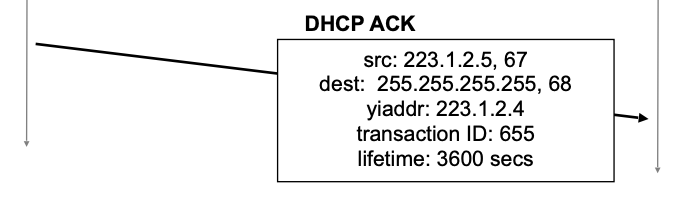 DHCP ACK
src: 223.1.2.5, 67
dest:  255.255.255.255, 68
yiaddr: 223.1.2.4
transaction ID: 655
lifetime: 3600 secs